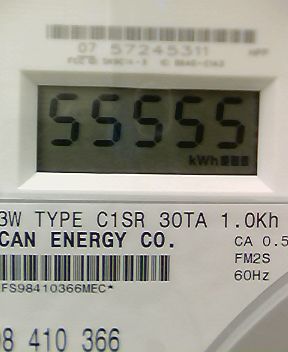 07 57245311
55555
kWh
3W TYPE C1SR 30TA 1.0Kh
CAN ENERGY CO.
CA 0.5
FM2S
60Hz
FS98410366MEC*
98 410 366